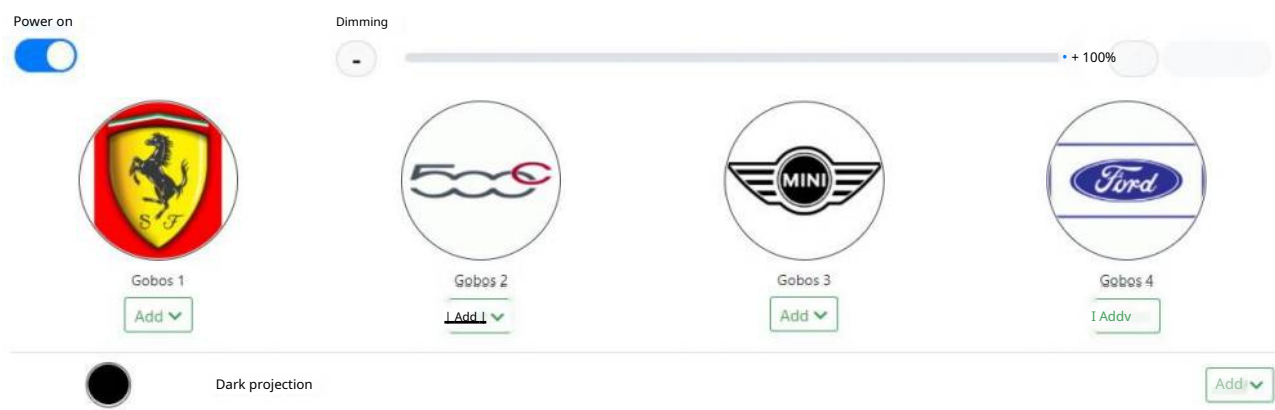 Power on
Dimming
-
+ 100%
S F
500C
MINI
Ford
Gobos 1
Gobos 2
Gobos 3
Gobos 4
Add
| Add |
Add
I Addv
Dark projection
Add